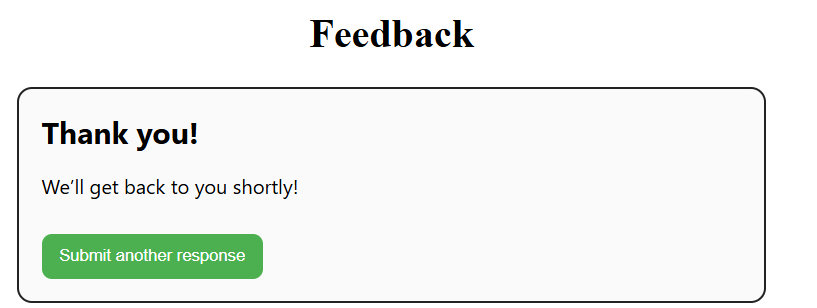 Feedback
Thank you!
We’ll get back to you shortly!
Submit another response